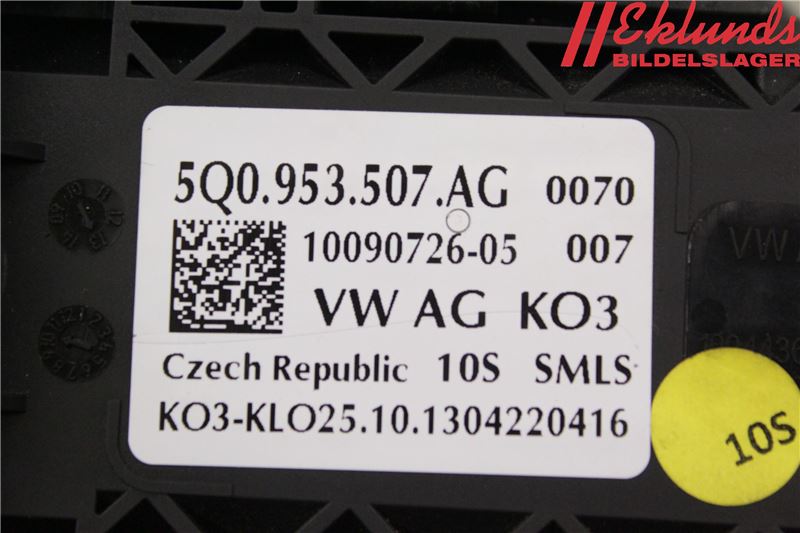 Eklunds
BILDELSLAGER
5Q0.953.507.AG 0070
10090726-05 007
VW AG KO3
Czech Republic 10S SMLS
KO3-KLO25.10.1304220416
VW
10S